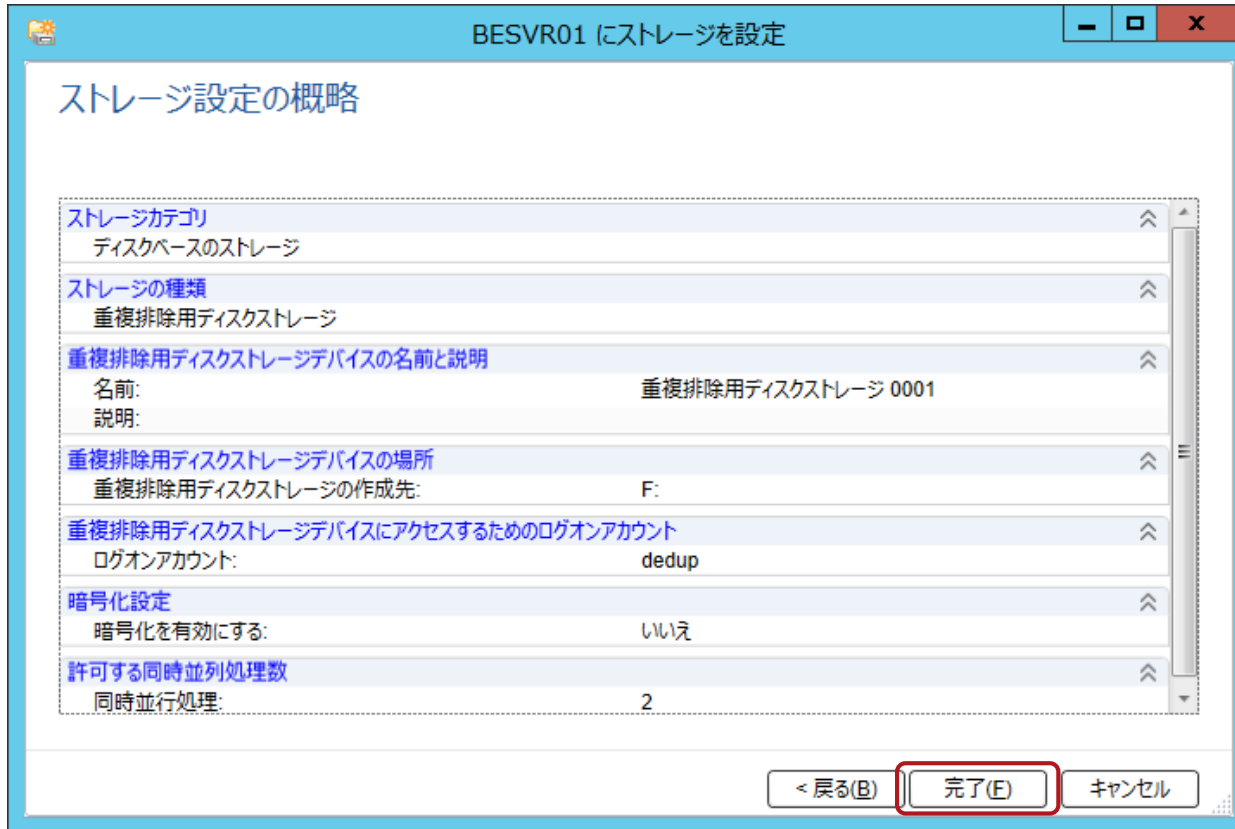 BESVR01 にストレージを設定
ストレージ設定の概略
ストレージカテゴリ
ディスクベースのストレージ
ストレージの種類
重複排除用ディスクストレージ
重複排除用ディスクストレージデバイスの名前と説明
名前: 重複排除用ディスクストレージ 0001
説明:
重複排除用ディスクストレージデバイスの場所
重複排除用ディスクストレージの作成先: F:
重複排除用ディスクストレージデバイスにアクセスするためのログオンアカウント
ログオンアカウント: dedup
暗号化設定
暗号化を有効にする: いいえ
許可する同時並列処理数
同時並行処理: 2
< 戻る(B) 完了(F) キャンセル